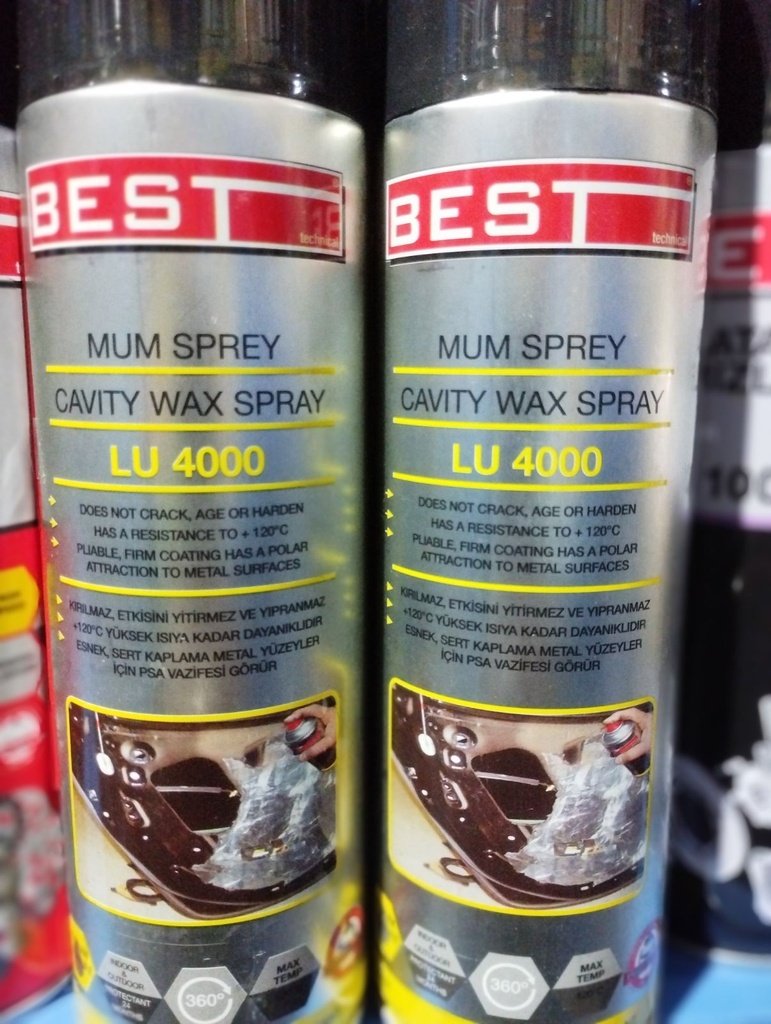 BEST
technical
MUM SPREY
CAVITY WAX SPRAY
LU 4000
DOES NOT CRACK, AGE OR HARDEN
HAS A RESISTANCE TO + 120°C
PLIABLE, FIRM COATING HAS A POLAR
ATTRACTION TO METAL SURFACES
KIRILMAZ, ETKİSİNİ YİTİRMEZ VE YIPRANMAZ
+120°C YÜKSEK ISIYA KADAR DAYANIKLIDIR
ESNEK, SERT KAPLAMA METAL YÜZEYLER
İÇİN PSA VAZİFESİ GÖRÜR
INDOOR
&
OUTDOOR
PROTECTANT
24
MONTHS
360°
MAX
TEMP
BEST
technical
MUM SPREY
CAVITY WAX SPRAY
LU 4000
DOES NOT CRACK, AGE OR HARDEN
HAS A RESISTANCE TO + 120°C
PLIABLE, FIRM COATING HAS A POLAR
ATTRACTION TO METAL SURFACES
KIRILMAZ, ETKİSİNİ YİTİRMEZ VE YIPRANMAZ
+120°C YÜKSEK ISIYA KADAR DAYANIKLIDIR
ESNEK, SERT KAPLAMA METAL YÜZEYLER
İÇİN PSA VAZİFESİ GÖRÜR
INDOOR
&
OUTDOOR
360°
MAX
TEMP